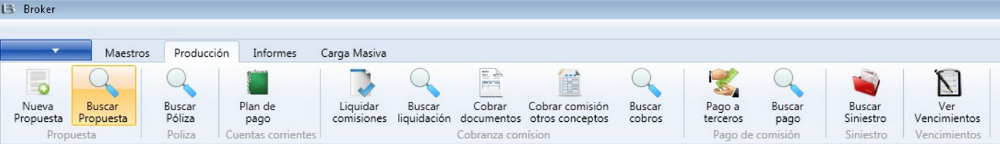 Broker
Maestros Producción Informes Carga Masiva
Nueva Propuesta Buscar Propuesta Buscar Póliza Plan de pago Liquidar comisiones Buscar liquidación Cobrar documentos Cobrar comisión otros conceptos Buscar cobros Pago a terceros Buscar pago Buscar Siniestro Ver Vencimientos
Propuesta Poliza Cuentas corrientes Cobranza comísion Pago de comisión Siniestro Vencimientos